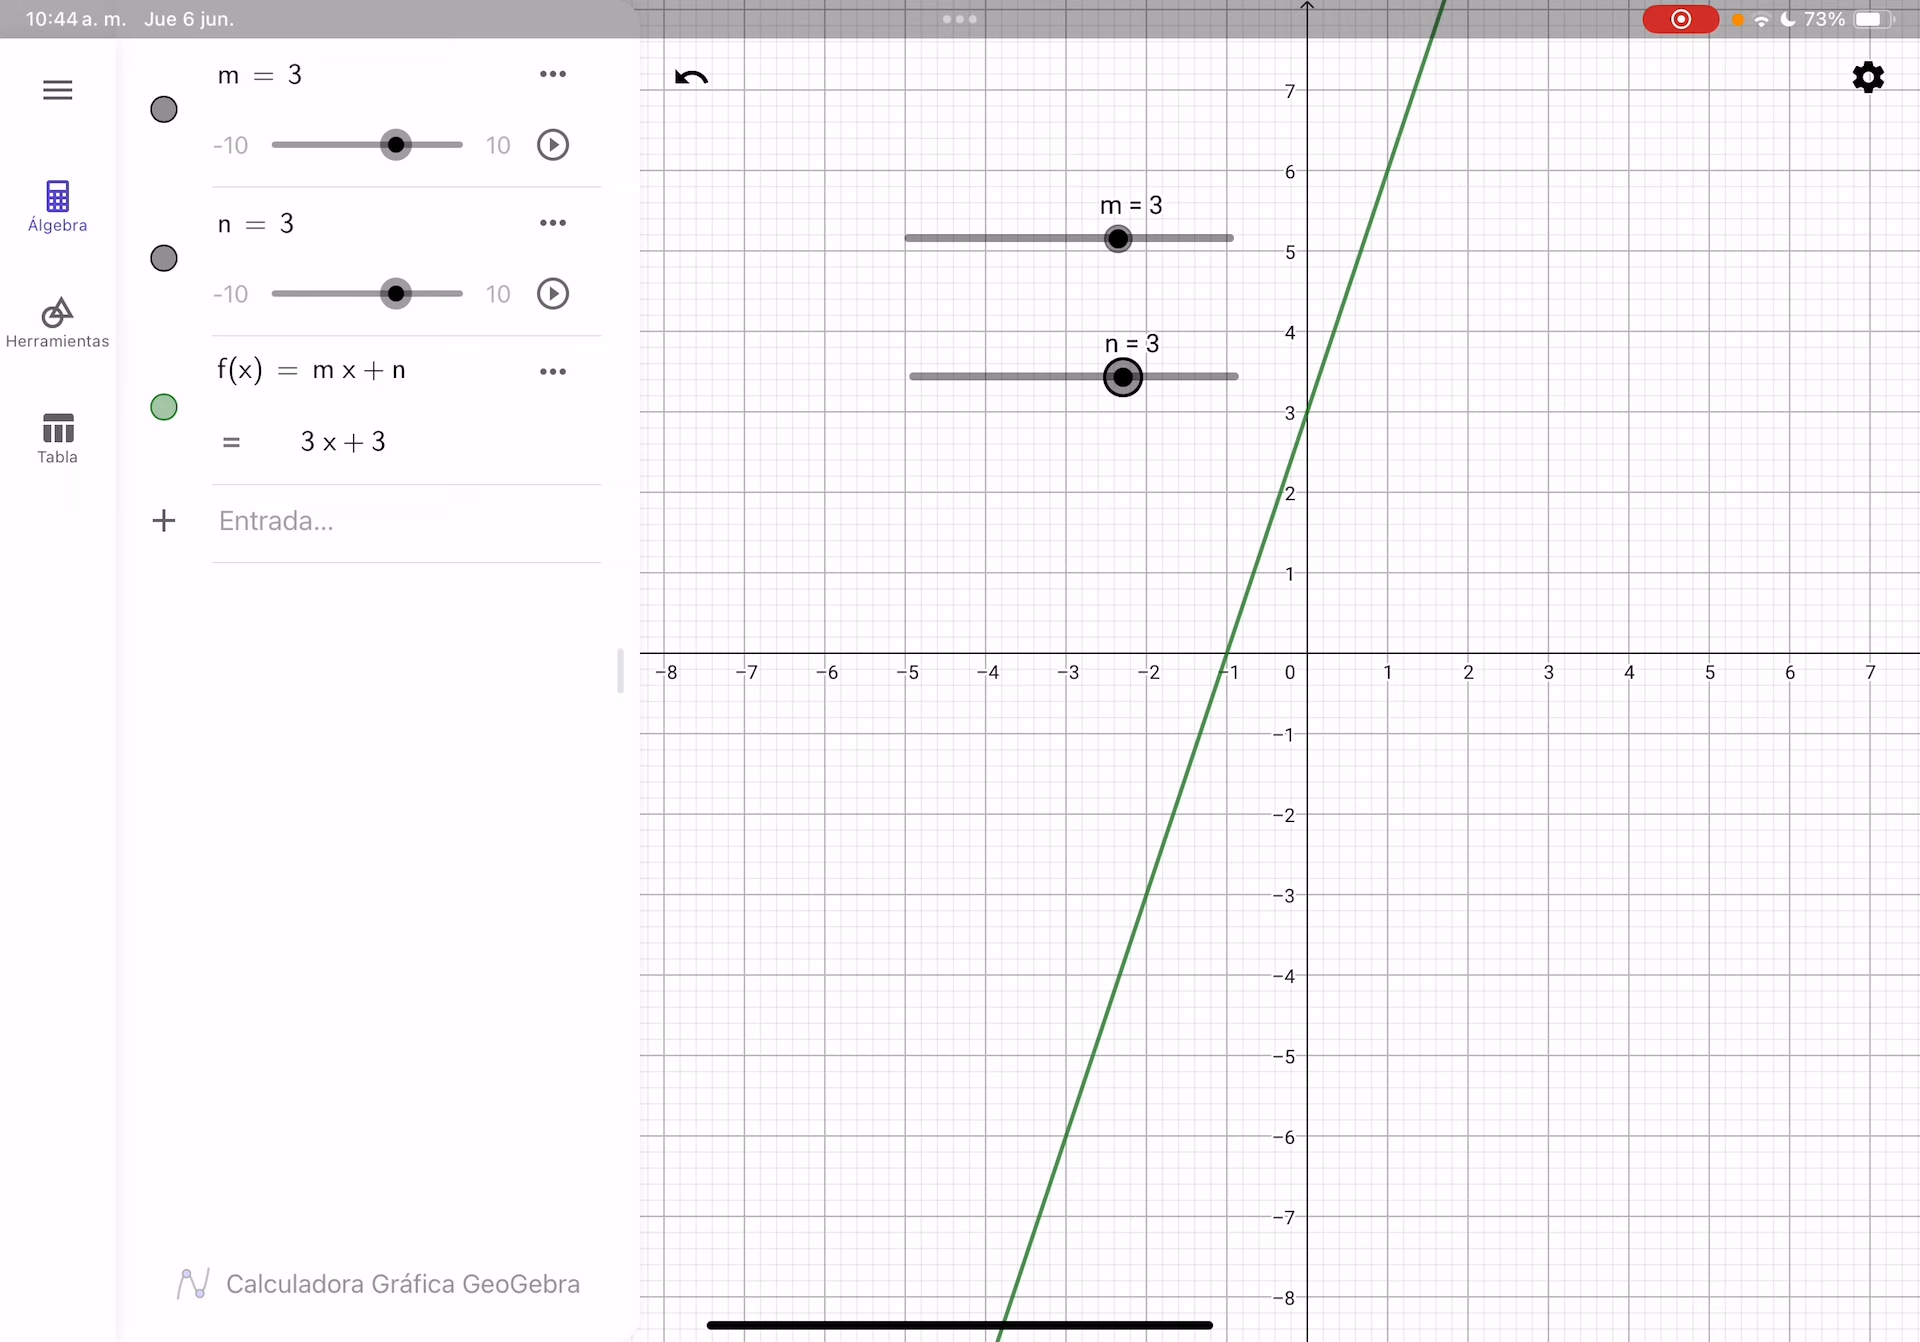 10:44 a. m. Jue 6 jun.
73%
m = 3
-10 10
Álgebra
n = 3
-10 10
Herramientas
f(x) = m x + n
= 3 x + 3
Tabla
+ Entrada...
Calculadora Gráfica GeoGebra
m = 3
n = 3
7
6
5
4
3
2
1
−8 −7 −6 −5 −4 −3 −2 −1 0 1 2 3 4 5 6 7
−1
−2
−3
−4
−5
−6
−7
−8